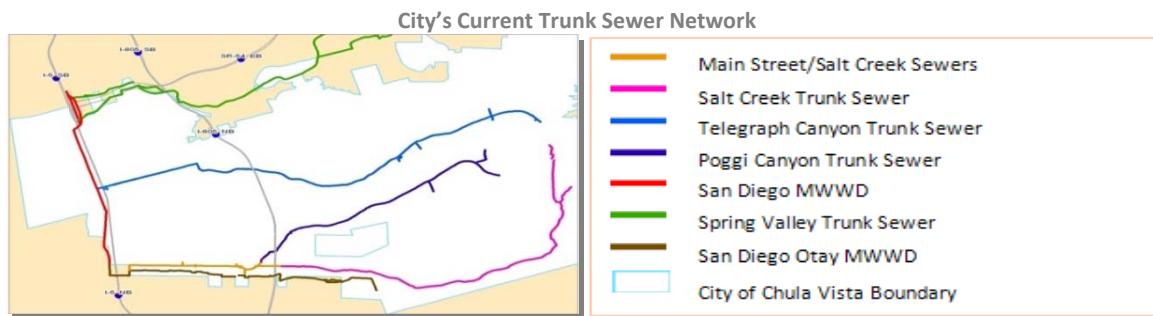 City’s Current Trunk Sewer Network
I-805 SB
SR-54/EB
I-5/SB
I-805/NB
I-5/NB
Main Street/Salt Creek Sewers
Salt Creek Trunk Sewer
Telegraph Canyon Trunk Sewer
Poggi Canyon Trunk Sewer
San Diego MWWD
Spring Valley Trunk Sewer
San Diego Otay MWWD
City of Chula Vista Boundary